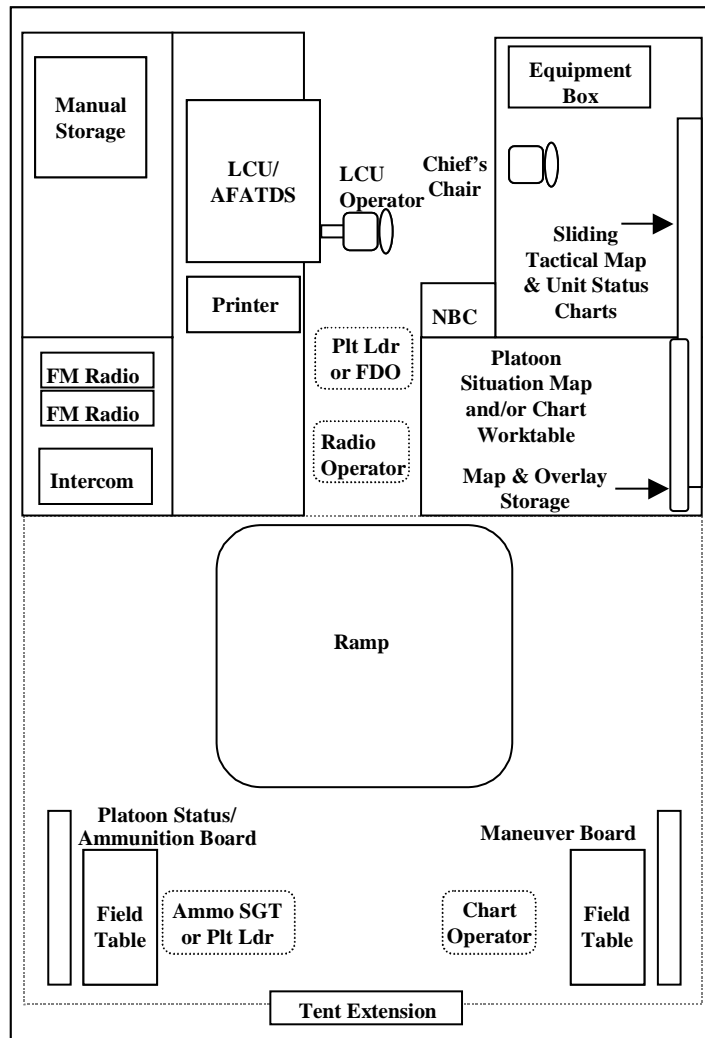 Manual
Storage
LCU/
AFATDS
LCU
Operator
Chief's
Chair
Equipment
Box
Sliding
Tactical Map
& Unit Status
Charts
Printer
NBC
FM Radio
FM Radio
Intercom
Plt Ldr
or FDO
Radio
Operator
Platoon
Situation Map
and/or Chart
Worktable
Map & Overlay
Storage
Ramp
Platoon Status/
Ammunition Board
Maneuver Board
Field
Table
Ammo SGT
or Plt Ldr
Chart
Operator
Field
Table
Tent Extension